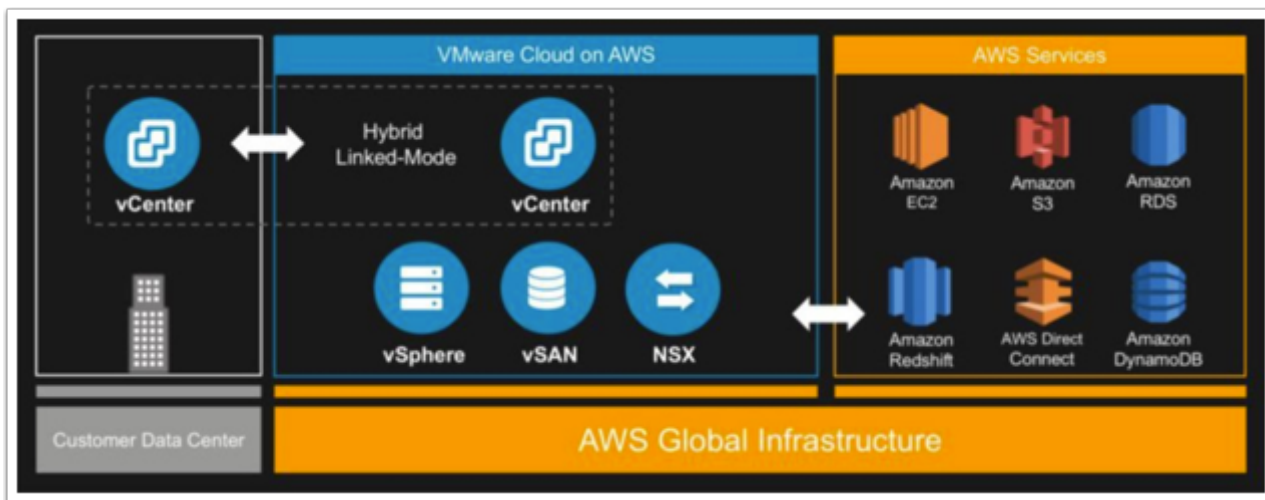 VMware Cloud on AWS
AWS Services
Hybrid
Linked-Mode
vCenter
vCenter
Amazon
EC2
Amazon
S3
Amazon
RDS
vSphere
vSAN
NSX
Amazon
Redshift
AWS Direct
Connect
Amazon
DynamoDB
Customer Data Center
AWS Global Infrastructure